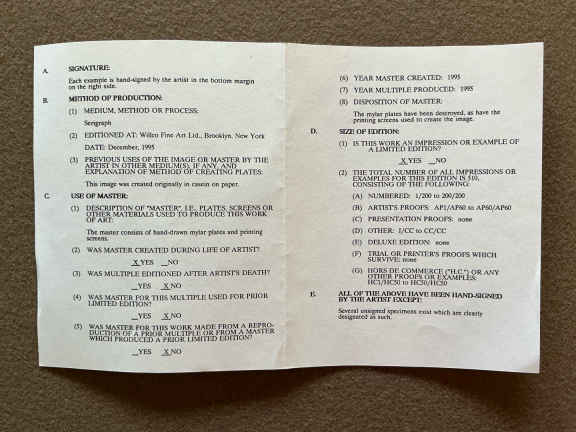 A. SIGNATURE:
Each example is hand-signed by the artist in the bottom margin
on the right side.
B. METHOD OF PRODUCTION:
(1) MEDIUM, METHOD OR PROCESS:
Serigraph
(2) EDITIONED AT: Willco Fine Art Ltd., Brooklyn, New York
DATE: December, 1995
(3) PREVIOUS USES OF THE IMAGE OR MASTER BY THE
ARTIST IN OTHER MEDIUM(S), IF ANY, AND
EXPLANATION OF METHOD OF CREATING PLATES:
This image was created originally in casein on paper.
C. USE OF MASTER:
(1) DESCRIPTION OF "MASTER", I.E., PLATES, SCREENS OR
OTHER MATERIALS USED TO PRODUCE THIS WORK
OF ART:
The master consists of hand-drawn mylar plates and printing
screens.
(2) WAS MASTER CREATED DURING LIFE OF ARTIST?
X YES __NO
(3) WAS MULTIPLE EDITIONED AFTER ARTIST'S DEATH?
__YES X NO
(4) WAS MASTER FOR THIS MULTIPLE USED FOR PRIOR
LIMITED EDITION?
__YES X NO
(5) WAS MASTER FOR THIS WORK MADE FROM A REPRO-
DUCTION OF A PRIOR MULTIPLE OR FROM A MASTER
WHICH PRODUCED A PRIOR LIMITED EDITION?
__YES X NO
(6) YEAR MASTER CREATED: 1995
(7) YEAR MULTIPLE PRODUCED: 1995
(8) DISPOSITION OF MASTER:
The mylar plates have been destroyed, as have the
printing screens used to create the image.
D. SIZE OF EDITION:
(1) IS THIS WORK AN IMPRESSION OR EXAMPLE OF
A LIMITED EDITION?
X YES __NO
(2) THE TOTAL NUMBER OF ALL IMPRESSIONS OR
EXAMPLES FOR THIS EDITION IS 510,
CONSISTING OF THE FOLLOWING:
(A) NUMBERED: 1/200 to 200/200
(B) ARTIST'S PROOFS: AP1/AP60 to AP60/AP60
(C) PRESENTATION PROOFS: none
(D) OTHER: I/CC to CC/CC
(E) DELUXE EDITION: none
(F) TRIAL OR PRINTER'S PROOFS WHICH
SURVIVE: none
(G) HORS DE COMMERCE ("H.C.") OR ANY
OTHER PROOFS OR EXAMPLES:
HC1/HC50 to HC50/HC50
E. ALL OF THE ABOVE HAVE BEEN HAND-SIGNED
BY THE ARTIST EXCEPT:
Several unsigned specimens exist which are clearly
designated as such.